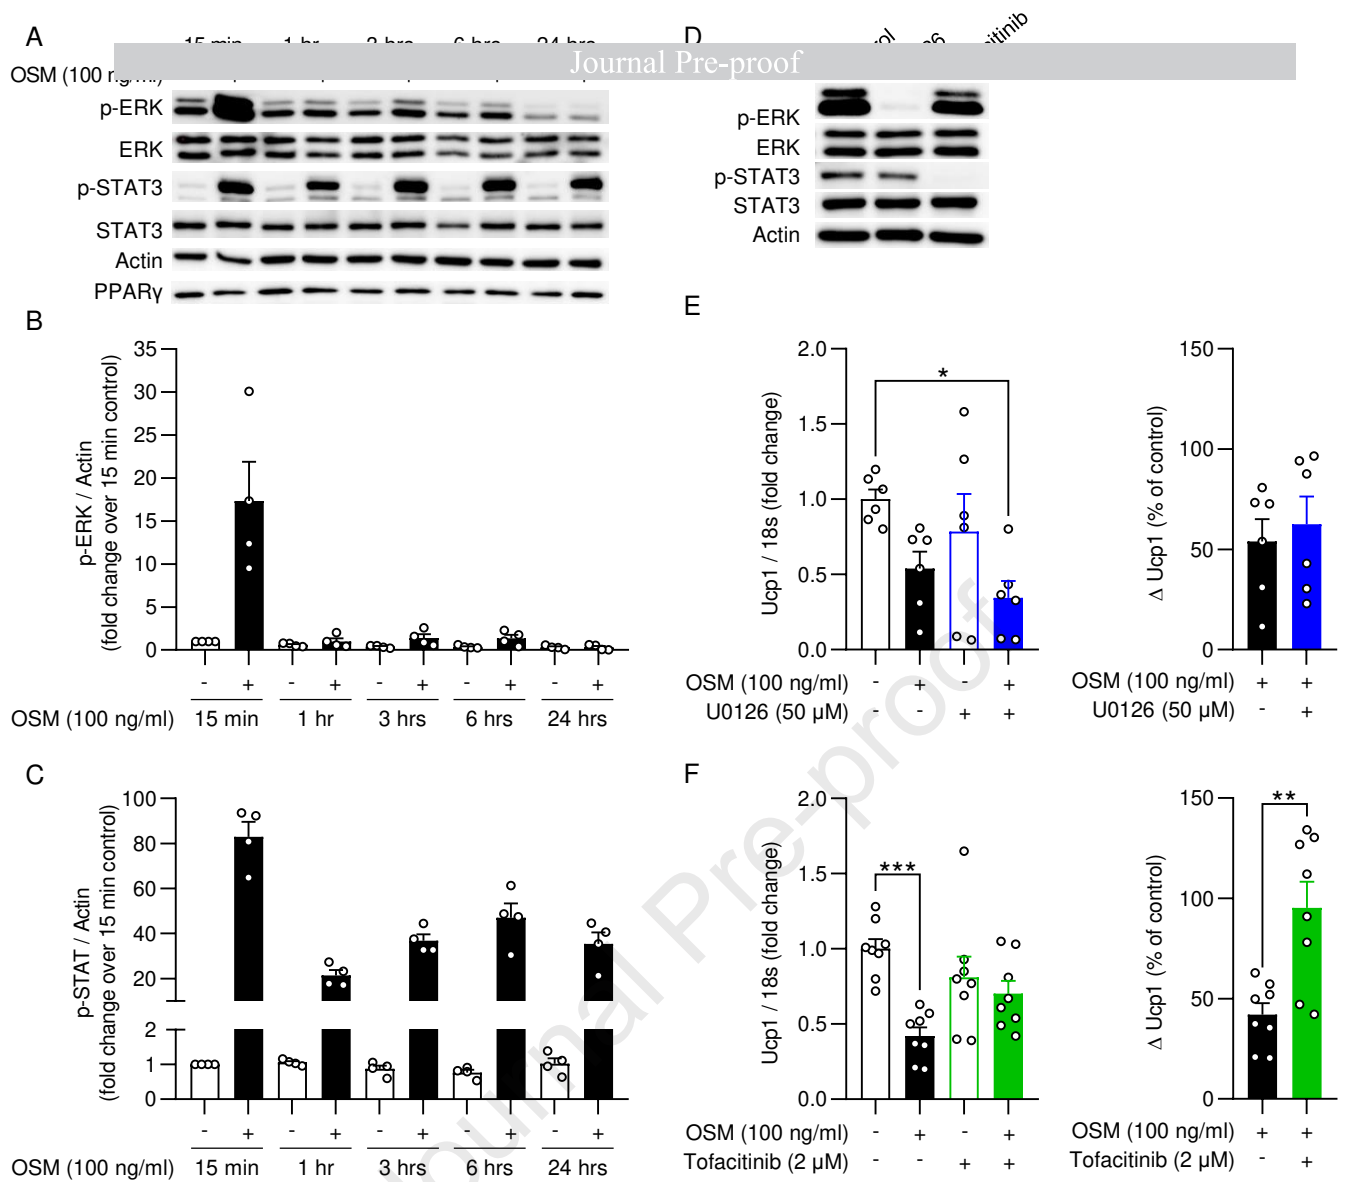 A
D
Journal Pre-proof
OSM (100 ng/ml)
p-ERK
ERK
p-STAT3
STAT3
Actin
PPARγ
p-ERK
ERK
p-STAT3
STAT3
Actin
B
p-ERK / Actin
(fold change over 15 min control)
35
30
25
20
15
10
5
0
- + - + - + - + - +
OSM (100 ng/ml) 15 min 1 hr 3 hrs 6 hrs 24 hrs
C
p-STAT / Actin
(fold change over 15 min control)
100
80
60
40
20
2
1
0
- + - + - + - + - +
OSM (100 ng/ml) 15 min 1 hr 3 hrs 6 hrs 24 hrs
E
Ucp1 / 18s (fold change)
2.0
1.5
1.0
0.5
0.0
*
OSM (100 ng/ml) - + - +
U0126 (50 μM) - - + +
Δ Ucp1 (% of control)
150
100
50
0
OSM (100 ng/ml) + +
U0126 (50 μM) - +
F
Ucp1 / 18s (fold change)
2.0
1.5
1.0
0.5
0.0
***
OSM (100 ng/ml) - + - +
Tofacitinib (2 μM) - - + +
Δ Ucp1 (% of control)
150
100
50
0
**
OSM (100 ng/ml) + +
Tofacitinib (2 μM) - +
Journal Pre-proof